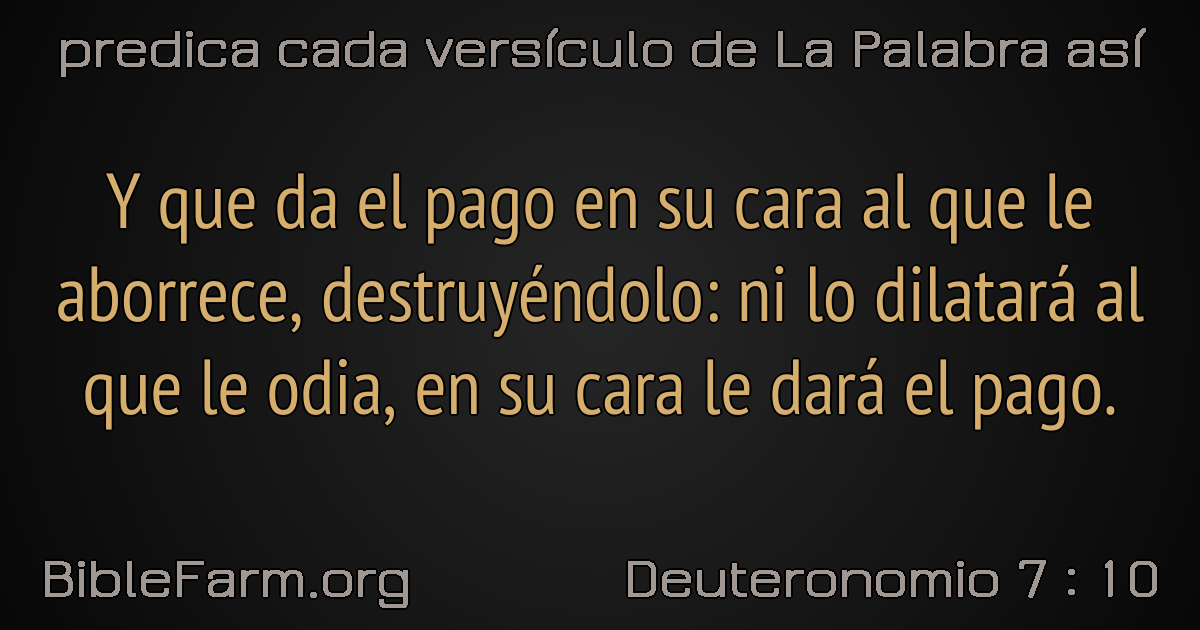 predica cada versículo de La Palabra así
Y que da el pago en su cara al que le
aborrece, destruyéndolo: ni lo dilatará al
que le odia, en su cara le dará el pago.
BibleFarm.org
Deuteronomio 7 : 10